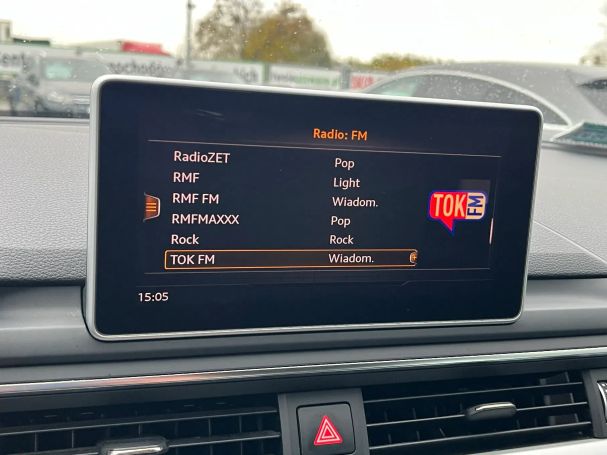 Radio: FM
RadioZET Pop
RMF Light
RMF FM Wiadom.
RMFMAXXX Pop
Rock Rock
TOK FM Wiadom.
TOK FM
15:05